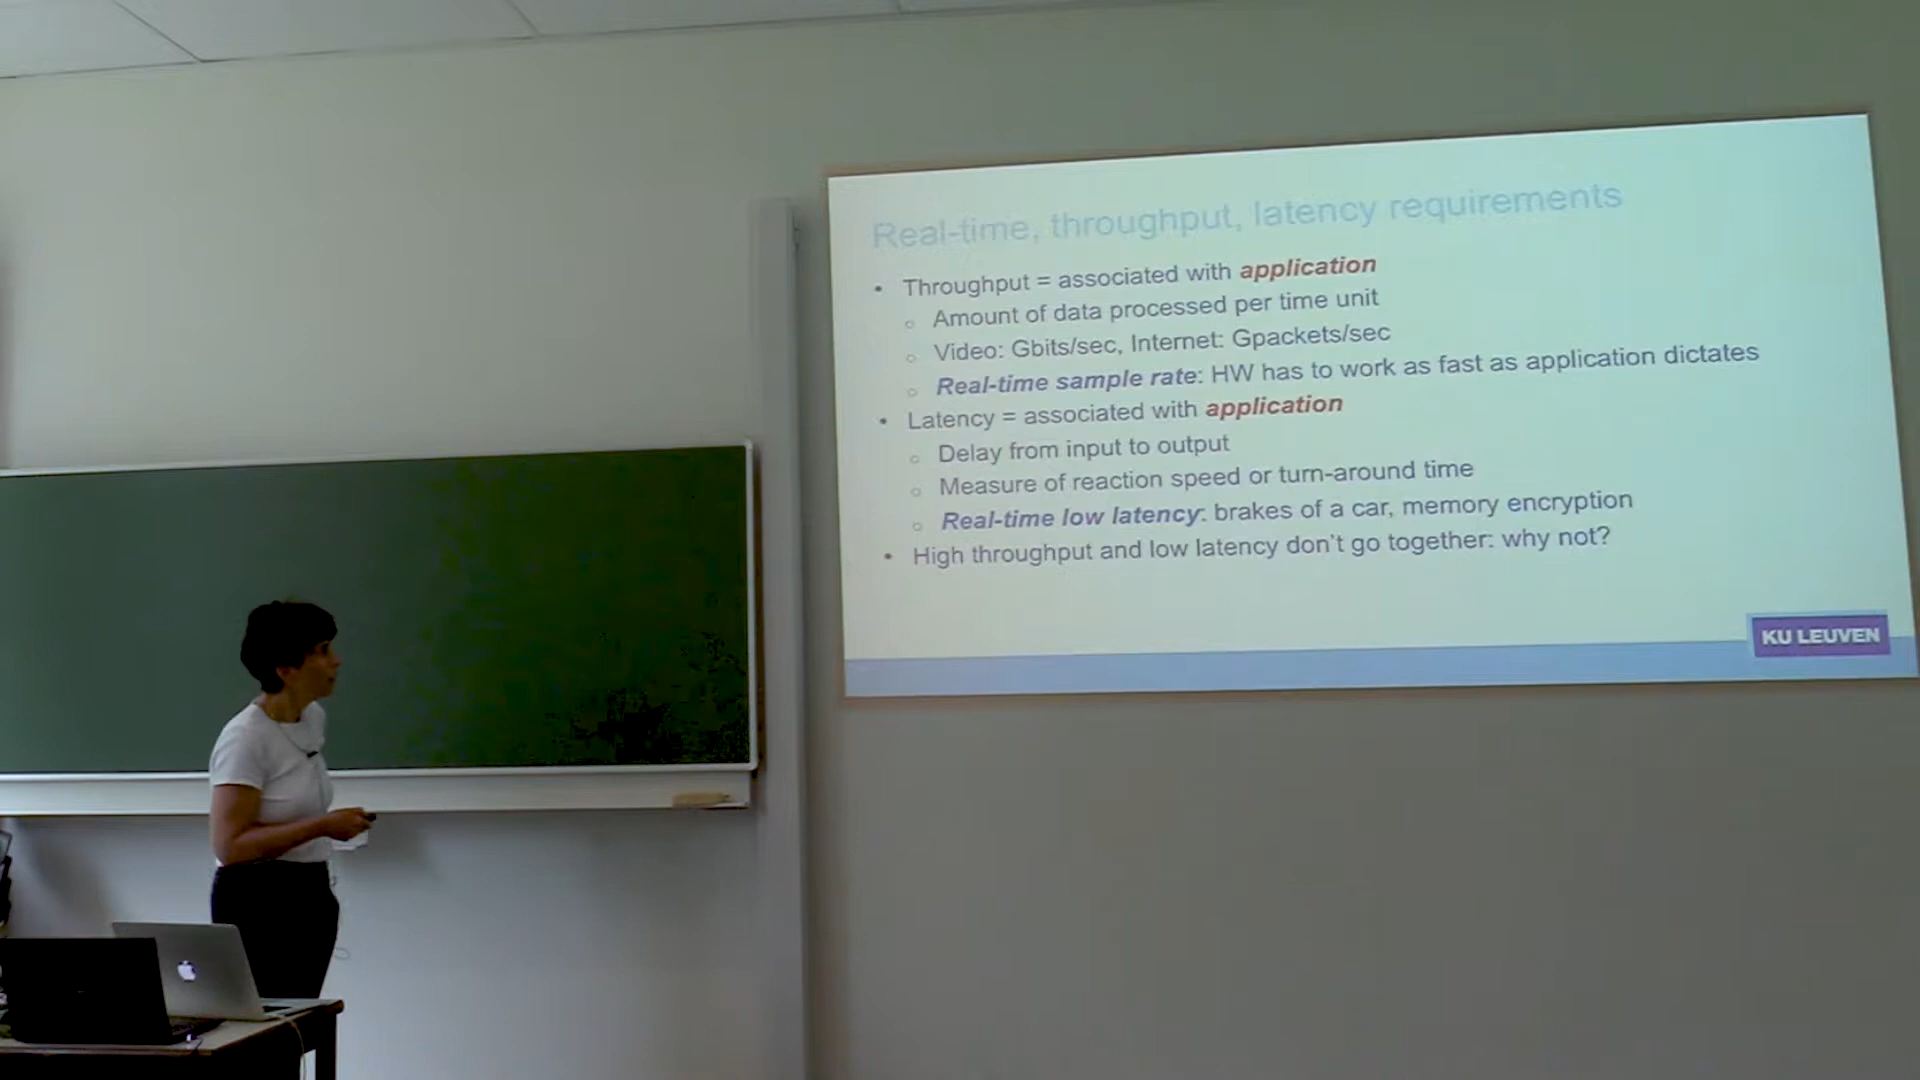 Real-time, throughput, latency requirements
• Throughput = associated with application
○ Amount of data processed per time unit
○ Video: Gbits/sec, Internet: Gpackets/sec
○ Real-time sample rate: HW has to work as fast as application dictates
• Latency = associated with application
○ Delay from input to output
○ Measure of reaction speed or turn-around time
○ Real-time low latency: brakes of a car, memory encryption
• High throughput and low latency don't go together: why not?
KU LEUVEN